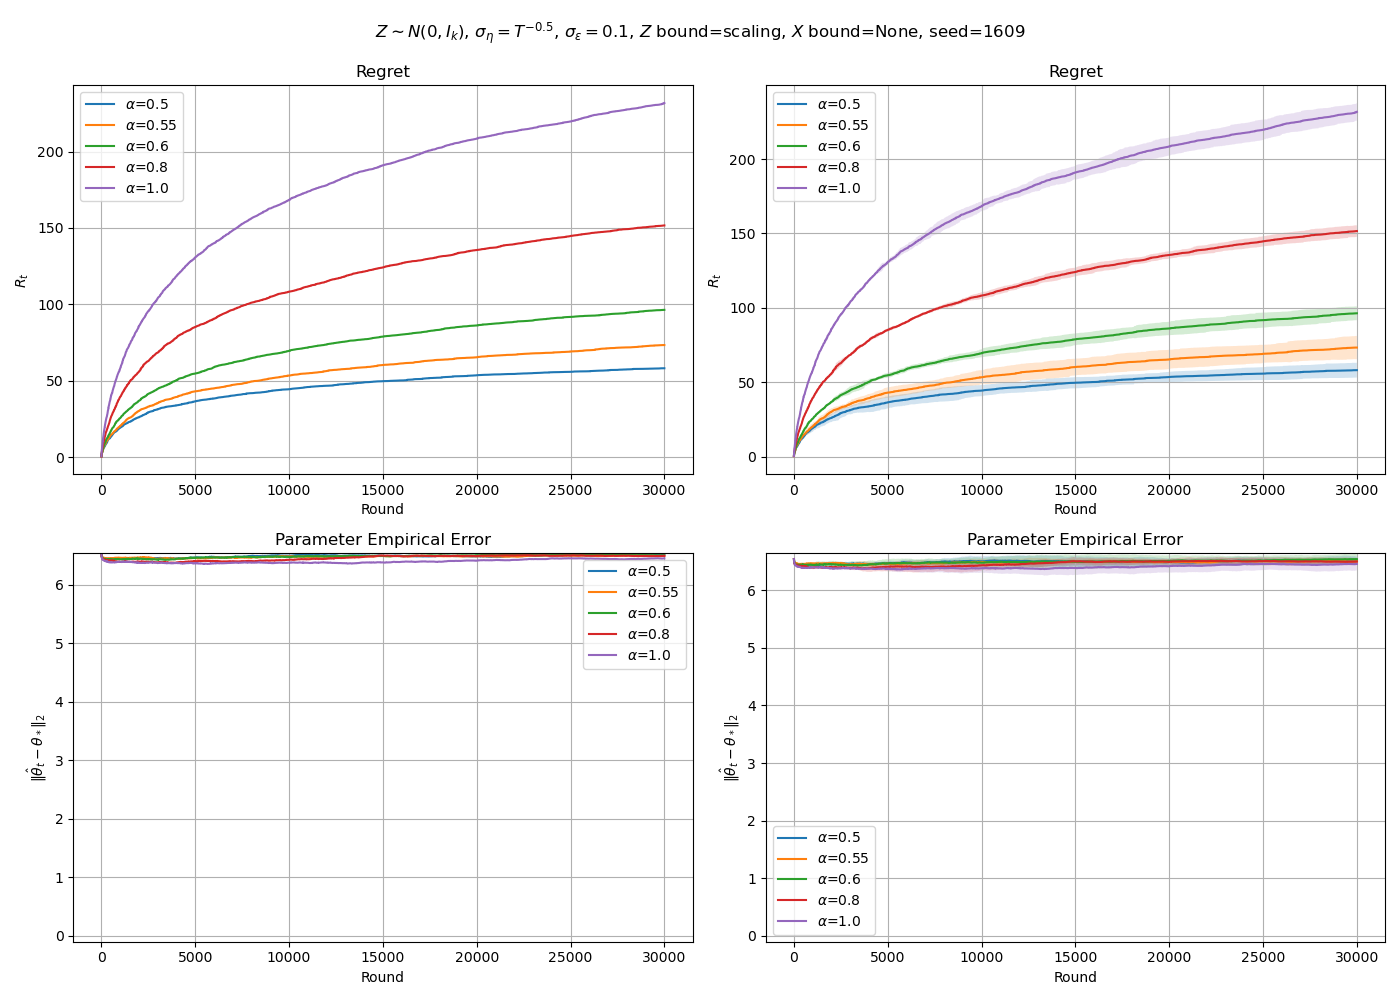 Z ~ N(0, I_k), σ_η = T^{-0.5}, σ_ε = 0.1, Z bound=scaling, X bound=None, seed=1609
Regret
R_t
200
150
100
50
0
α=0.5
α=0.55
α=0.6
α=0.8
α=1.0
0 5000 10000 15000 20000 25000 30000
Round
Regret
R_t
200
150
100
50
0
α=0.5
α=0.55
α=0.6
α=0.8
α=1.0
0 5000 10000 15000 20000 25000 30000
Round
Parameter Empirical Error
‖θ̂_t − θ_*‖_2
6
5
4
3
2
1
0
α=0.5
α=0.55
α=0.6
α=0.8
α=1.0
0 5000 10000 15000 20000 25000 30000
Round
Parameter Empirical Error
‖θ̂_t − θ_*‖_2
6
5
4
3
2
1
0
α=0.5
α=0.55
α=0.6
α=0.8
α=1.0
0 5000 10000 15000 20000 25000 30000
Round